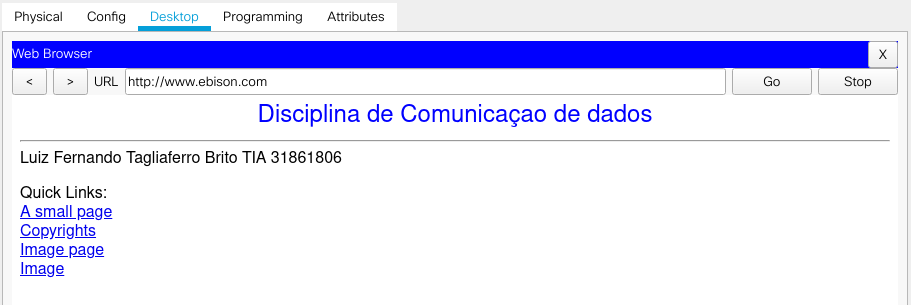 Physical Config Desktop Programming Attributes
Web Browser X
< > URL http://www.ebison.com Go Stop
Disciplina de Comunicaçao de dados
Luiz Fernando Tagliaferro Brito TIA 31861806
Quick Links:
A small page
Copyrights
Image page
Image